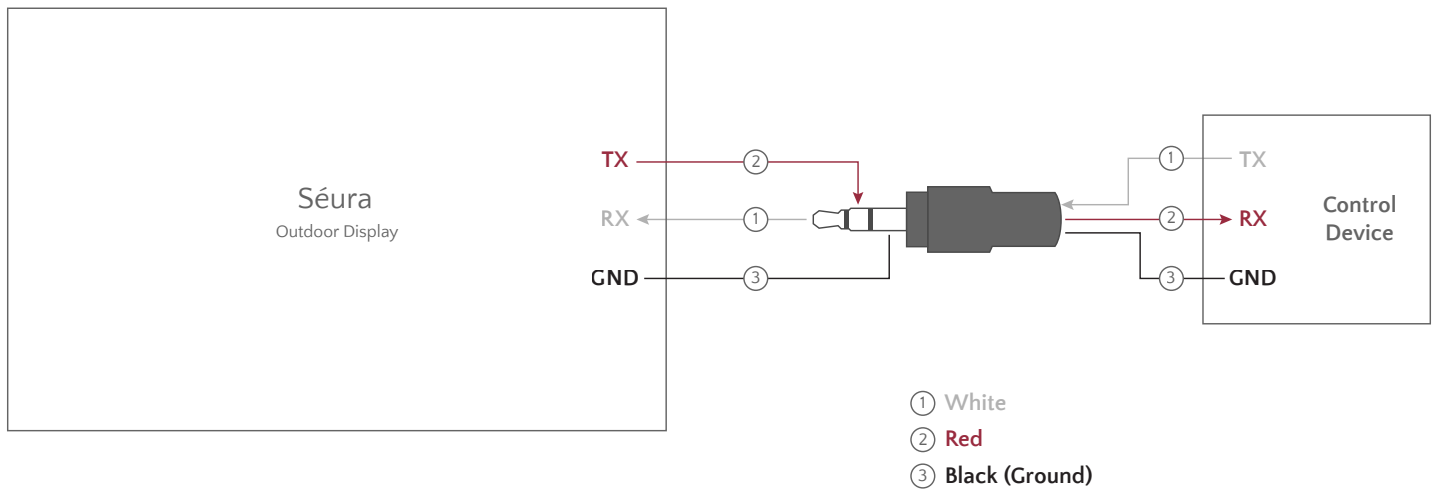 Séura
Outdoor Display
TX
2
RX
1
GND
3
1
TX
2
RX
3
GND
Control
Device
1 White
2 Red
3 Black (Ground)